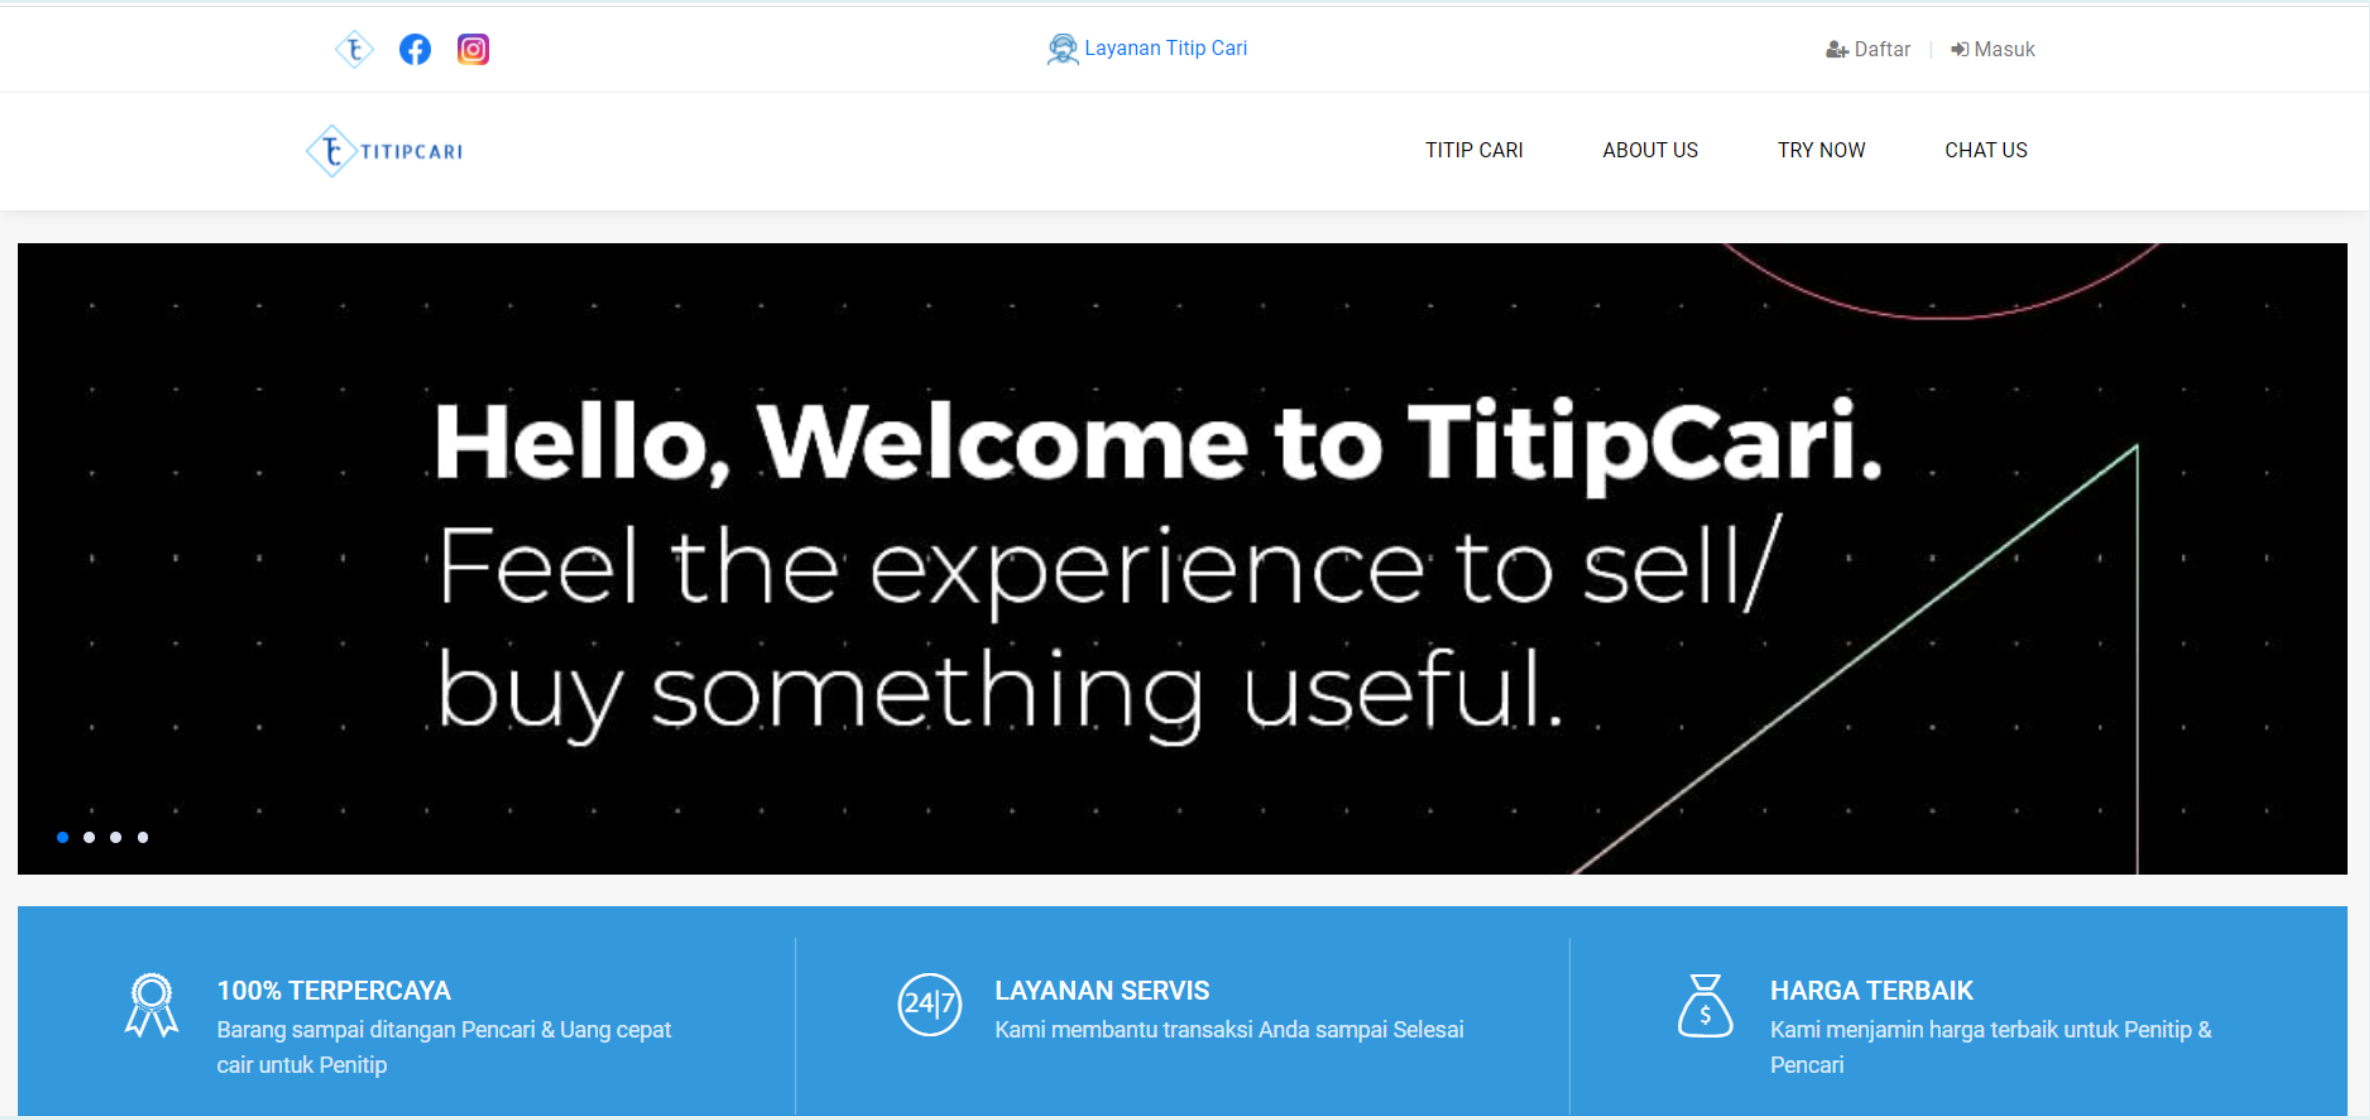 Layanan Titip Cari
Daftar | Masuk
TC TITIPCARI
TITIP CARI ABOUT US TRY NOW CHAT US
Hello, Welcome to TitipCari.
Feel the experience to sell/
buy something useful.
100% TERPERCAYA
Barang sampai ditangan Pencari & Uang cepat
cair untuk Penitip
24|7
LAYANAN SERVIS
Kami membantu transaksi Anda sampai Selesai
$
HARGA TERBAIK
Kami menjamin harga terbaik untuk Penitip &
Pencari